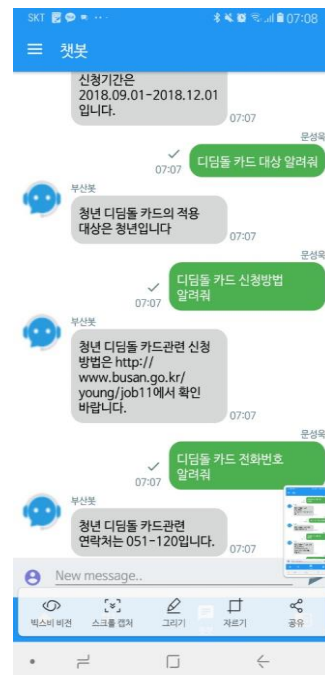 SKT
07:08
챗봇
신청기간은
2018.09.01-2018.12.01
입니다.
07:07
문성욱
디딤돌 카드 대상 알려줘
07:07
부산봇
청년 디딤돌 카드의 적용
대상은 청년입니다
07:07
문성욱
디딤돌 카드 신청방법
알려줘
07:07
부산봇
청년 디딤돌 카드관련 신청
방법은 http://
www.busan.go.kr/
young/job11에서 확인
바랍니다.
07:07
문성욱
디딤돌 카드 전화번호
알려줘
07:07
부산봇
청년 디딤돌 카드관련
연락처는 051-120입니다.
07:07
New message..
빅스비 비전
스크롤 캡처
그리기
자르기
공유